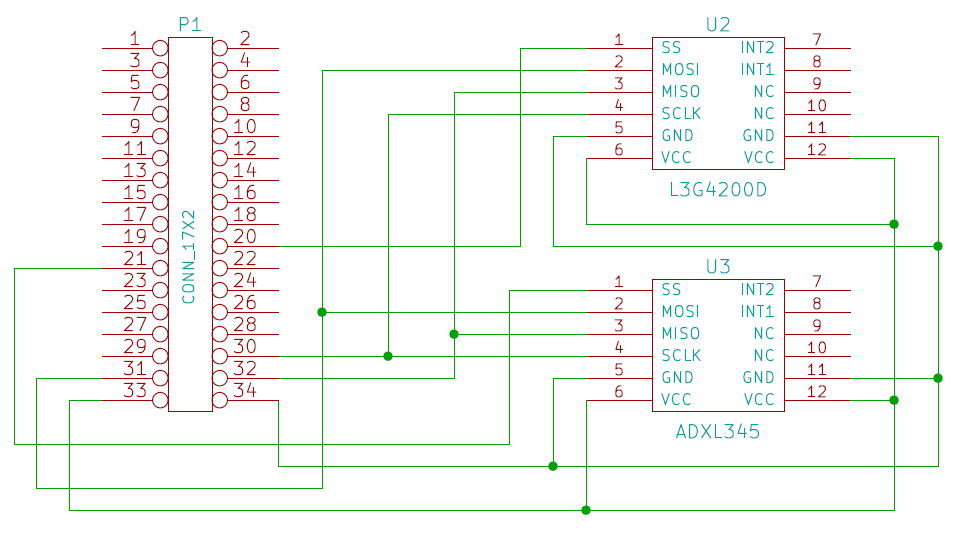 P1
1 2
3 4
5 6
7 8
9 10
11 12
13 14
15 16
17 18
19 20
21 22
23 24
25 26
27 28
29 30
31 32
33 34
CONN_17X2
U2
1 SS INT2 7
2 MOSI INT1 8
3 MISO NC 9
4 SCLK NC 10
5 GND GND 11
6 VCC VCC 12
L3G4200D
U3
1 SS INT2 7
2 MOSI INT1 8
3 MISO NC 9
4 SCLK NC 10
5 GND GND 11
6 VCC VCC 12
ADXL345